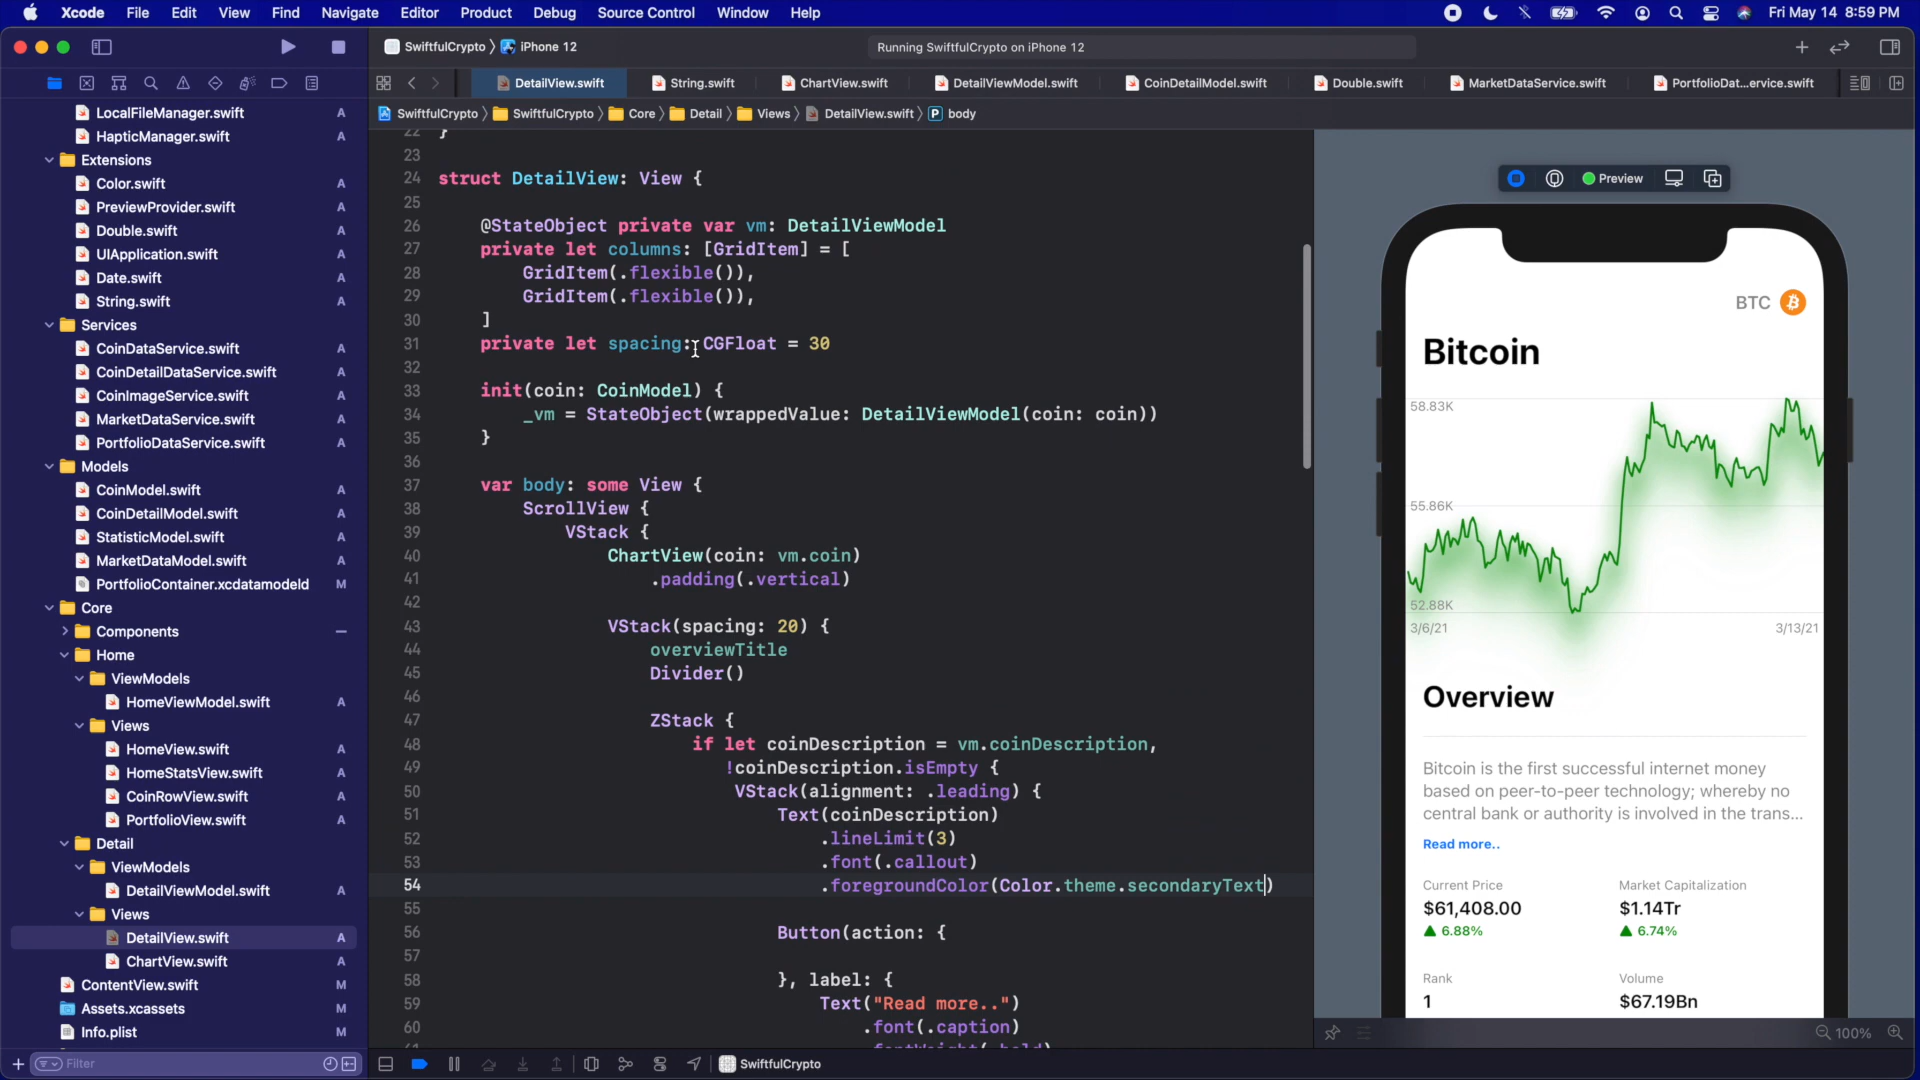 Xcode File Edit View Find Navigate Editor Product Debug Source Control Window Help Fri May 14 8:59 PM
SwiftfulCrypto iPhone 12 Running SwiftfulCrypto on iPhone 12
DetailView.swift String.swift ChartView.swift DetailViewModel.swift CoinDetailModel.swift Double.swift MarketDataService.swift PortfolioDat...ervice.swift
SwiftfulCrypto SwiftfulCrypto Core Detail Views DetailView.swift P body
LocalFileManager.swift A
HapticManager.swift A
Extensions
Color.swift A
PreviewProvider.swift A
Double.swift A
UIApplication.swift A
Date.swift A
String.swift A
Services
CoinDataService.swift A
CoinDetailDataService.swift A
CoinImageService.swift A
MarketDataService.swift A
PortfolioDataService.swift A
Models
CoinModel.swift A
CoinDetailModel.swift A
StatisticModel.swift A
MarketDataModel.swift A
PortfolioContainer.xcdatamodeld M
Core
Components
Home
ViewModels
HomeViewModel.swift A
Views
HomeView.swift A
HomeStatsView.swift A
CoinRowView.swift A
PortfolioView.swift A
Detail
ViewModels
DetailViewModel.swift A
Views
DetailView.swift A
ChartView.swift A
ContentView.swift M
Assets.xcassets M
Info.plist M
Filter
22 }
23
24 struct DetailView: View {
25
26 @StateObject private var vm: DetailViewModel
27 private let columns: [GridItem] = [
28 GridItem(.flexible()),
29 GridItem(.flexible()),
30 ]
31 private let spacing: CGFloat = 30
32
33 init(coin: CoinModel) {
34 _vm = StateObject(wrappedValue: DetailViewModel(coin: coin))
35 }
36
37 var body: some View {
38 ScrollView {
39 VStack {
40 ChartView(coin: vm.coin)
41 .padding(.vertical)
42
43 VStack(spacing: 20) {
44 overviewTitle
45 Divider()
46
47 ZStack {
48 if let coinDescription = vm.coinDescription,
49 !coinDescription.isEmpty {
50 VStack(alignment: .leading) {
51 Text(coinDescription)
52 .lineLimit(3)
53 .font(.callout)
54 .foregroundColor(Color.theme.secondaryText)
55
56 Button(action: {
57
58 }, label: {
59 Text("Read more..")
60 .font(.caption)
61 .fontWeight(.bold)
SwiftfulCrypto
Preview
BTC
Bitcoin
58.83K
55.86K
52.88K
3/6/21 3/13/21
Overview
Bitcoin is the first successful internet money
based on peer-to-peer technology; whereby no
central bank or authority is involved in the trans...
Read more..
Current Price Market Capitalization
$61,408.00 $1.14Tr
6.88% 6.74%
Rank Volume
1 $67.19Bn
100%